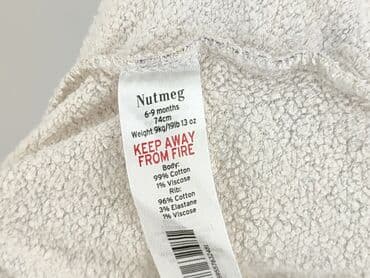 Nutmeg
6-9 months
74cm
Weight 9kg/19lb 13 oz
KEEP AWAY
FROM FIRE
Body:
99% Cotton
1% Viscose
Rib:
96% Cotton
3% Elastane
1% Viscose